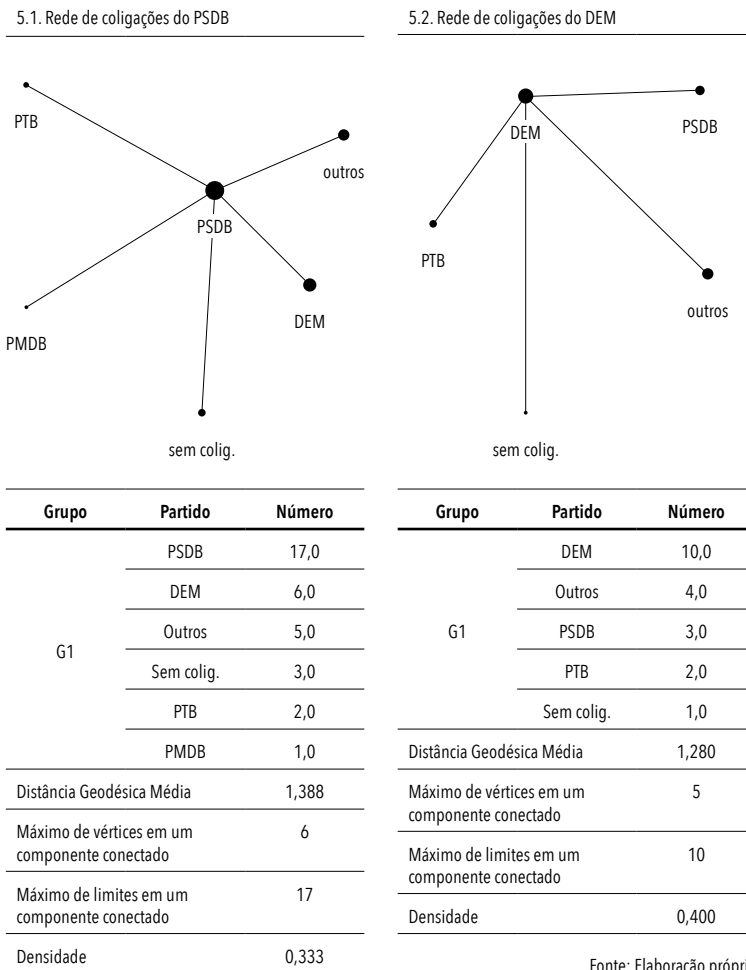 5.1. Rede de coligações do PSDB
PTB
outros
PSDB
DEM
PMDB
sem colig.
Grupo Partido Número
G1
PSDB 17,0
DEM 6,0
Outros 5,0
Sem colig. 3,0
PTB 2,0
PMDB 1,0
Distância Geodésica Média 1,388
Máximo de vértices em um 6
componente conectado
Máximo de limites em um 17
componente conectado
Densidade 0,333
5.2. Rede de coligações do DEM
DEM
PSDB
PTB
outros
sem colig.
Grupo Partido Número
G1
DEM 10,0
Outros 4,0
PSDB 3,0
PTB 2,0
Sem colig. 1,0
Distância Geodésica Média 1,280
Máximo de vértices em um 5
componente conectado
Máximo de limites em um 10
componente conectado
Densidade 0,400
Fonte: Elaboração própri